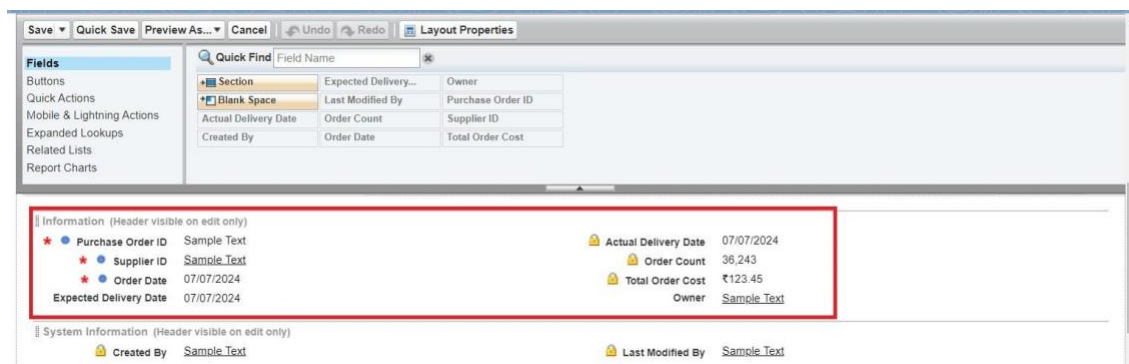 Save Quick Save Preview As... Cancel Undo Redo Layout Properties
Fields
Buttons
Quick Actions
Mobile & Lightning Actions
Expanded Lookups
Related Lists
Report Charts
Quick Find Field Name
Section Expected Delivery... Owner
Blank Space Last Modified By Purchase Order ID
Actual Delivery Date Order Count Supplier ID
Created By Order Date Total Order Cost
Information (Header visible on edit only)
* Purchase Order ID Sample Text Actual Delivery Date 07/07/2024
* Supplier ID Sample Text Order Count 36,243
* Order Date 07/07/2024 Total Order Cost ₹123.45
Expected Delivery Date 07/07/2024 Owner Sample Text
System Information (Header visible on edit only)
Created By Sample Text Last Modified By Sample Text